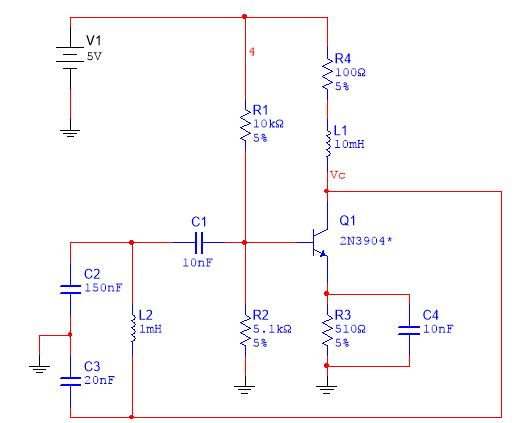 V1
5V
4
R4
100Ω
5%
R1
10kΩ
5%
L1
10mH
Vc
C1
10nF
Q1
2N3904*
C2
150nF
L2
1mH
R2
5.1kΩ
5%
R3
510Ω
5%
C4
10nF
C3
20nF